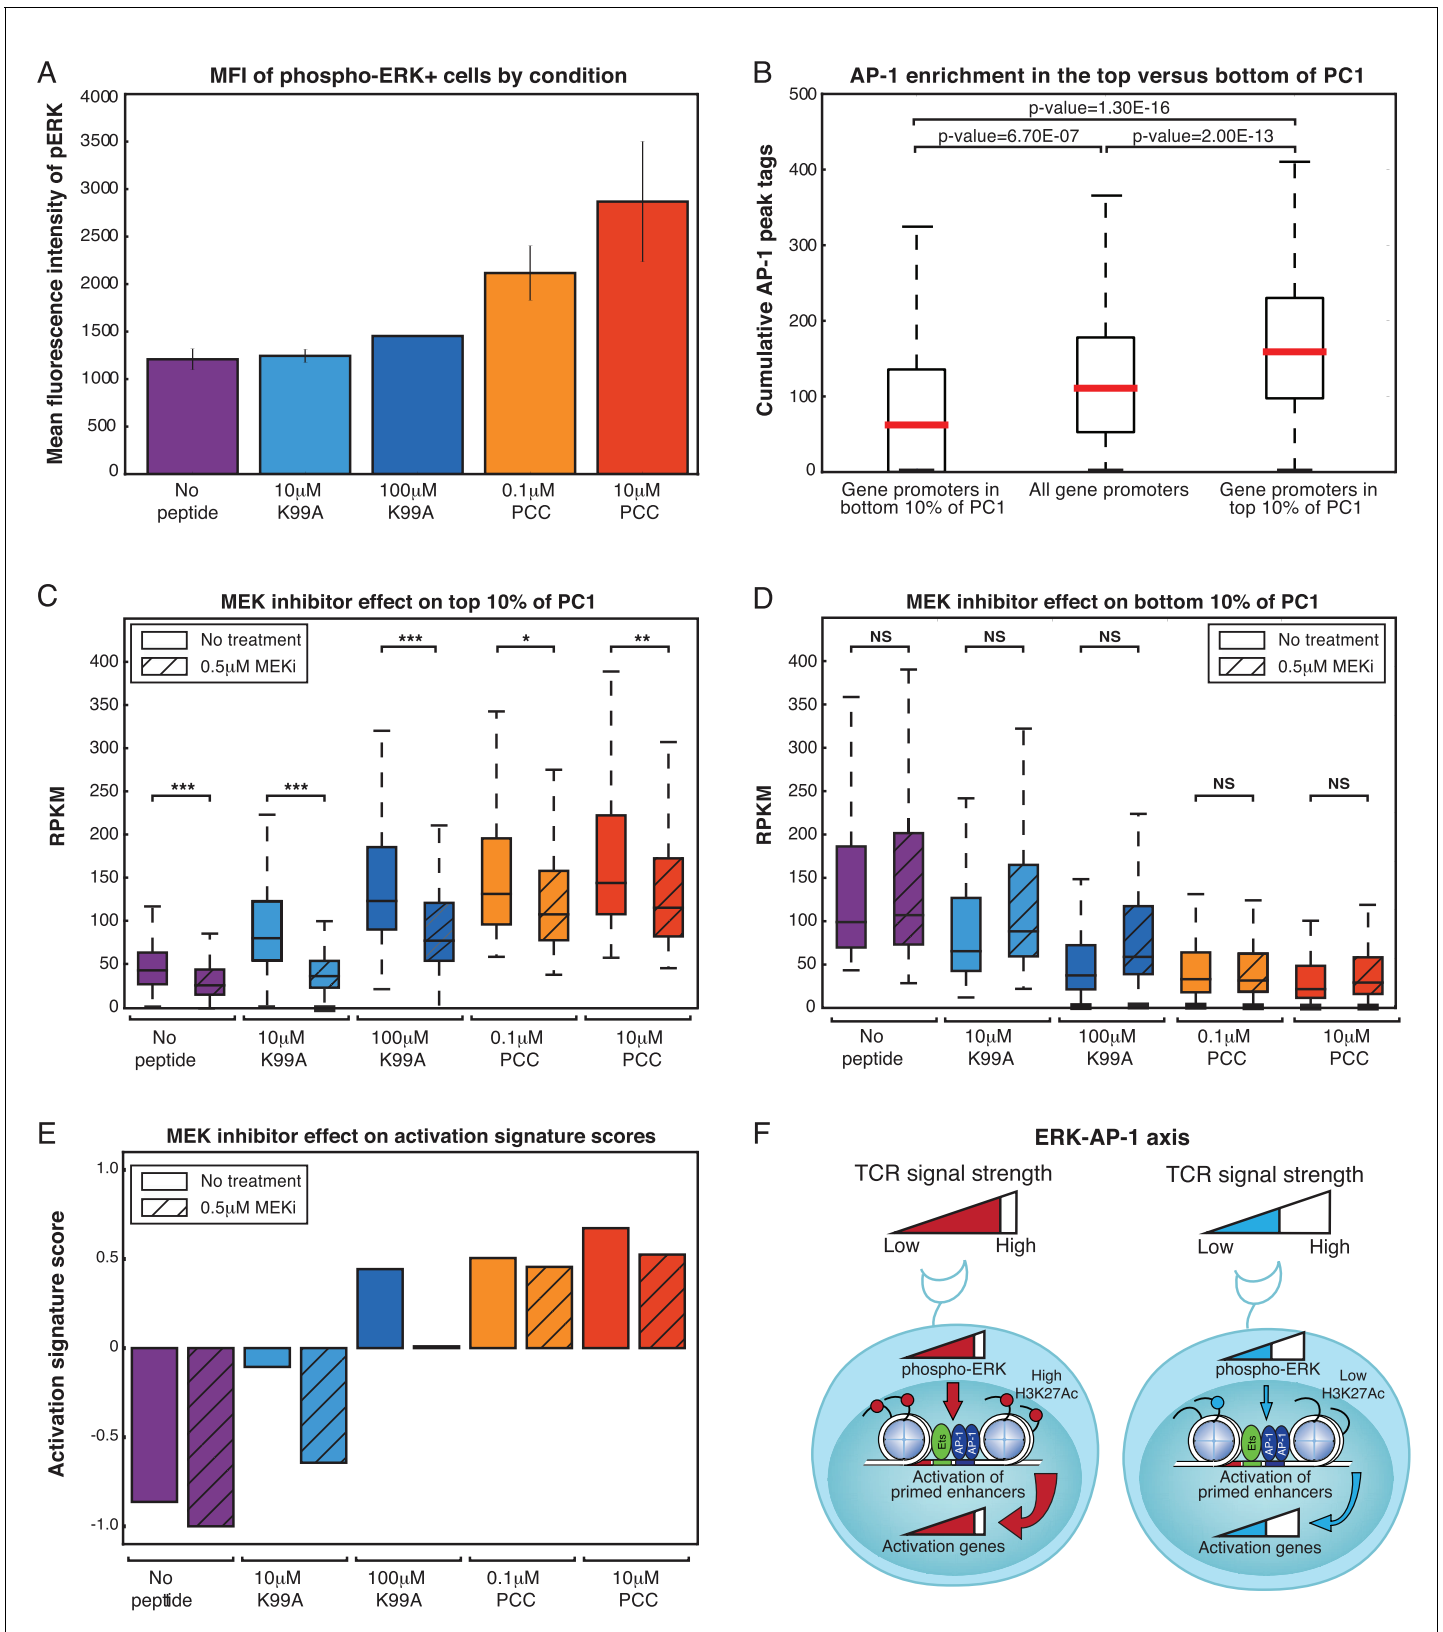 A
MFI of phospho-ERK+ cells by condition
Mean fluorescence intensity of pERK
4000
3500
3000
2500
2000
1500
1000
500
0
No peptide
10μM K99A
100μM K99A
0.1μM PCC
10μM PCC
B
AP-1 enrichment in the top versus bottom of PC1
Cumulative AP-1 peak tags
500
400
300
200
100
0
p-value=1.30E-16
p-value=6.70E-07
p-value=2.00E-13
Gene promoters in
bottom 10% of PC1
All gene promoters
Gene promoters in
top 10% of PC1
C
MEK inhibitor effect on top 10% of PC1
No treatment
0.5μM MEKi
RPKM
400
350
300
250
200
150
100
50
0
***
***
***
*
**
No peptide
10μM K99A
100μM K99A
0.1μM PCC
10μM PCC
D
MEK inhibitor effect on bottom 10% of PC1
No treatment
0.5μM MEKi
RPKM
400
350
300
250
200
150
100
50
0
NS
NS
NS
NS
NS
No peptide
10μM K99A
100μM K99A
0.1μM PCC
10μM PCC
E
MEK inhibitor effect on activation signature scores
No treatment
0.5μM MEKi
Activation signature score
1.0
0.5
0
-0.5
-1.0
No peptide
10μM K99A
100μM K99A
0.1μM PCC
10μM PCC
F
ERK-AP-1 axis
TCR signal strength
Low
High
phospho-ERK
High
H3K27Ac
Ets
AP-1
AP-1
Activation of
primed enhancers
Activation genes
TCR signal strength
Low
High
phospho-ERK
Low
H3K27Ac
Ets
AP-1
AP-1
Activation of
primed enhancers
Activation genes